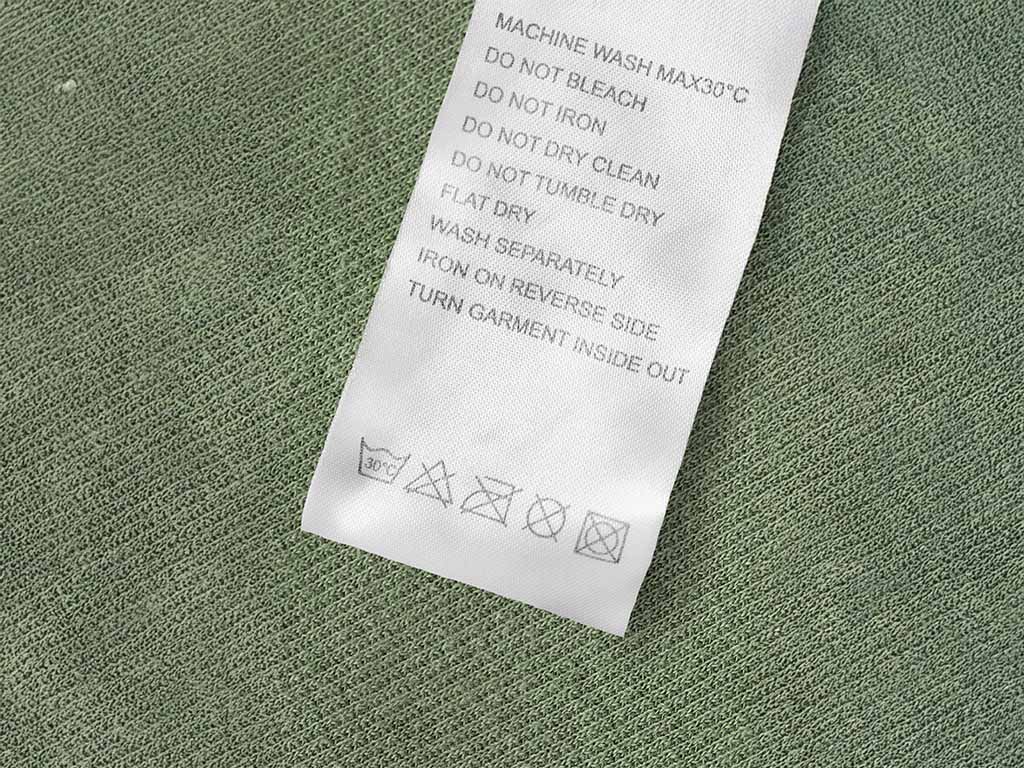 MACHINE WASH MAX30°C
DO NOT BLEACH
DO NOT IRON
DO NOT DRY CLEAN
DO NOT TUMBLE DRY
FLAT DRY
WASH SEPARATELY
IRON ON REVERSE SIDE
TURN GARMENT INSIDE OUT
30°C